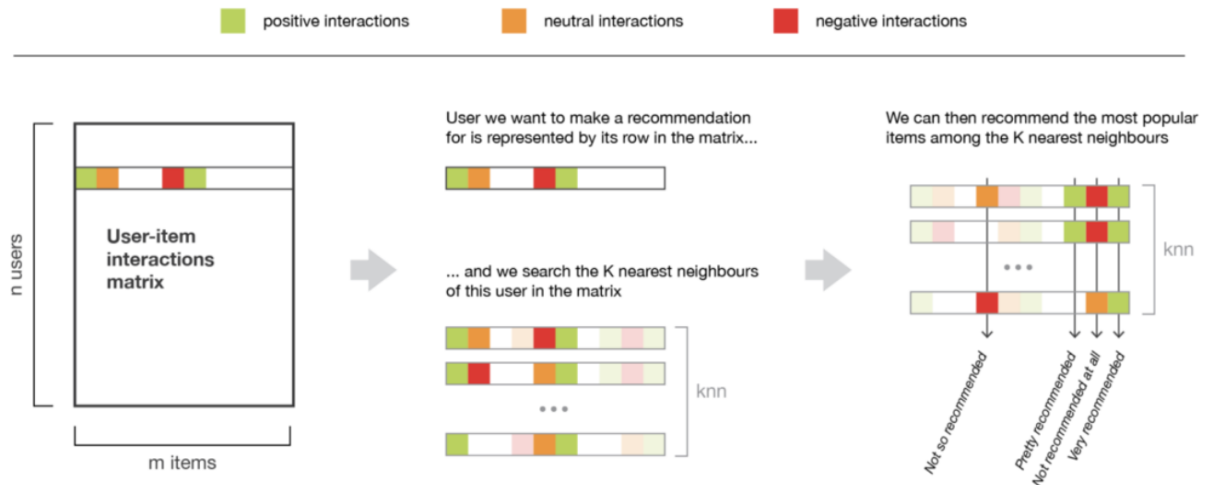 positive interactions
neutral interactions
negative interactions
n users
User-item
interactions
matrix
m items
User we want to make a recommendation
for is represented by its row in the matrix...
... and we search the K nearest neighbours
of this user in the matrix
knn
We can then recommend the most popular
items among the K nearest neighbours
knn
Not so recommended
Pretty recommended
Not recommended at all
Very recommended